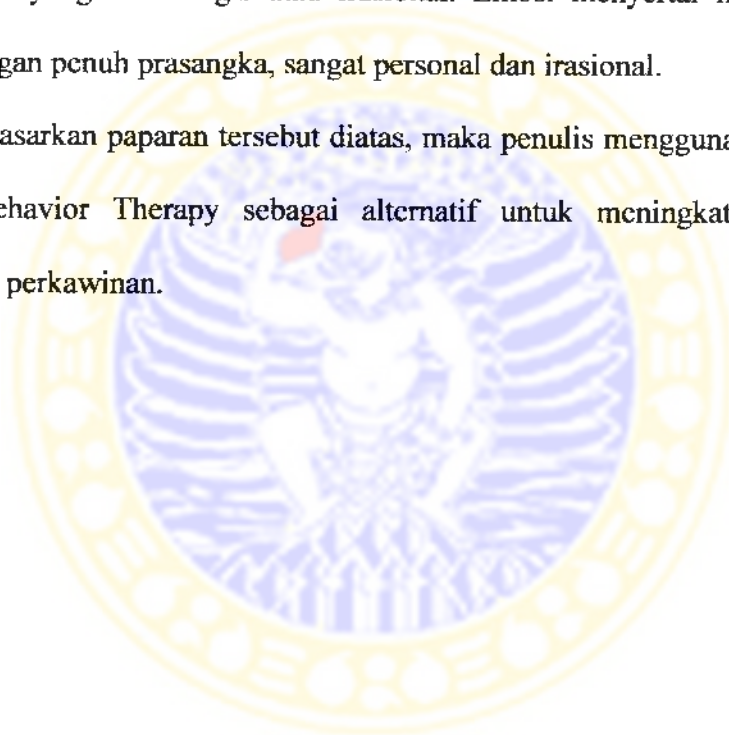 gan penuh prasangka, sangat personal dan irasional.
asarkan paparan tersebut diatas, maka penulis mengguna
ehavior Therapy sebagai alternatif untuk meningkat
perkawinan.